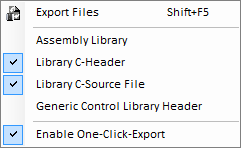 Export Files Shift+F5
Assembly Library
Library C-Header
Library C-Source File
Generic Control Library Header
Enable One-Click-Export